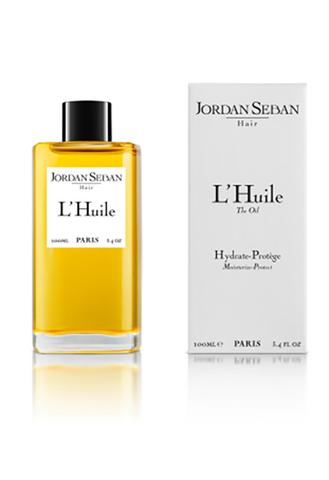 JORDAN SEBAN
Hair
L'Huile
100ML PARIS 3.4 OZ
JORDAN SEBAN
Hair
L'Huile
The Oil
Hydrate-Protège
Moisturize-Protect
100ML℮ PARIS 3.4 FL.OZ